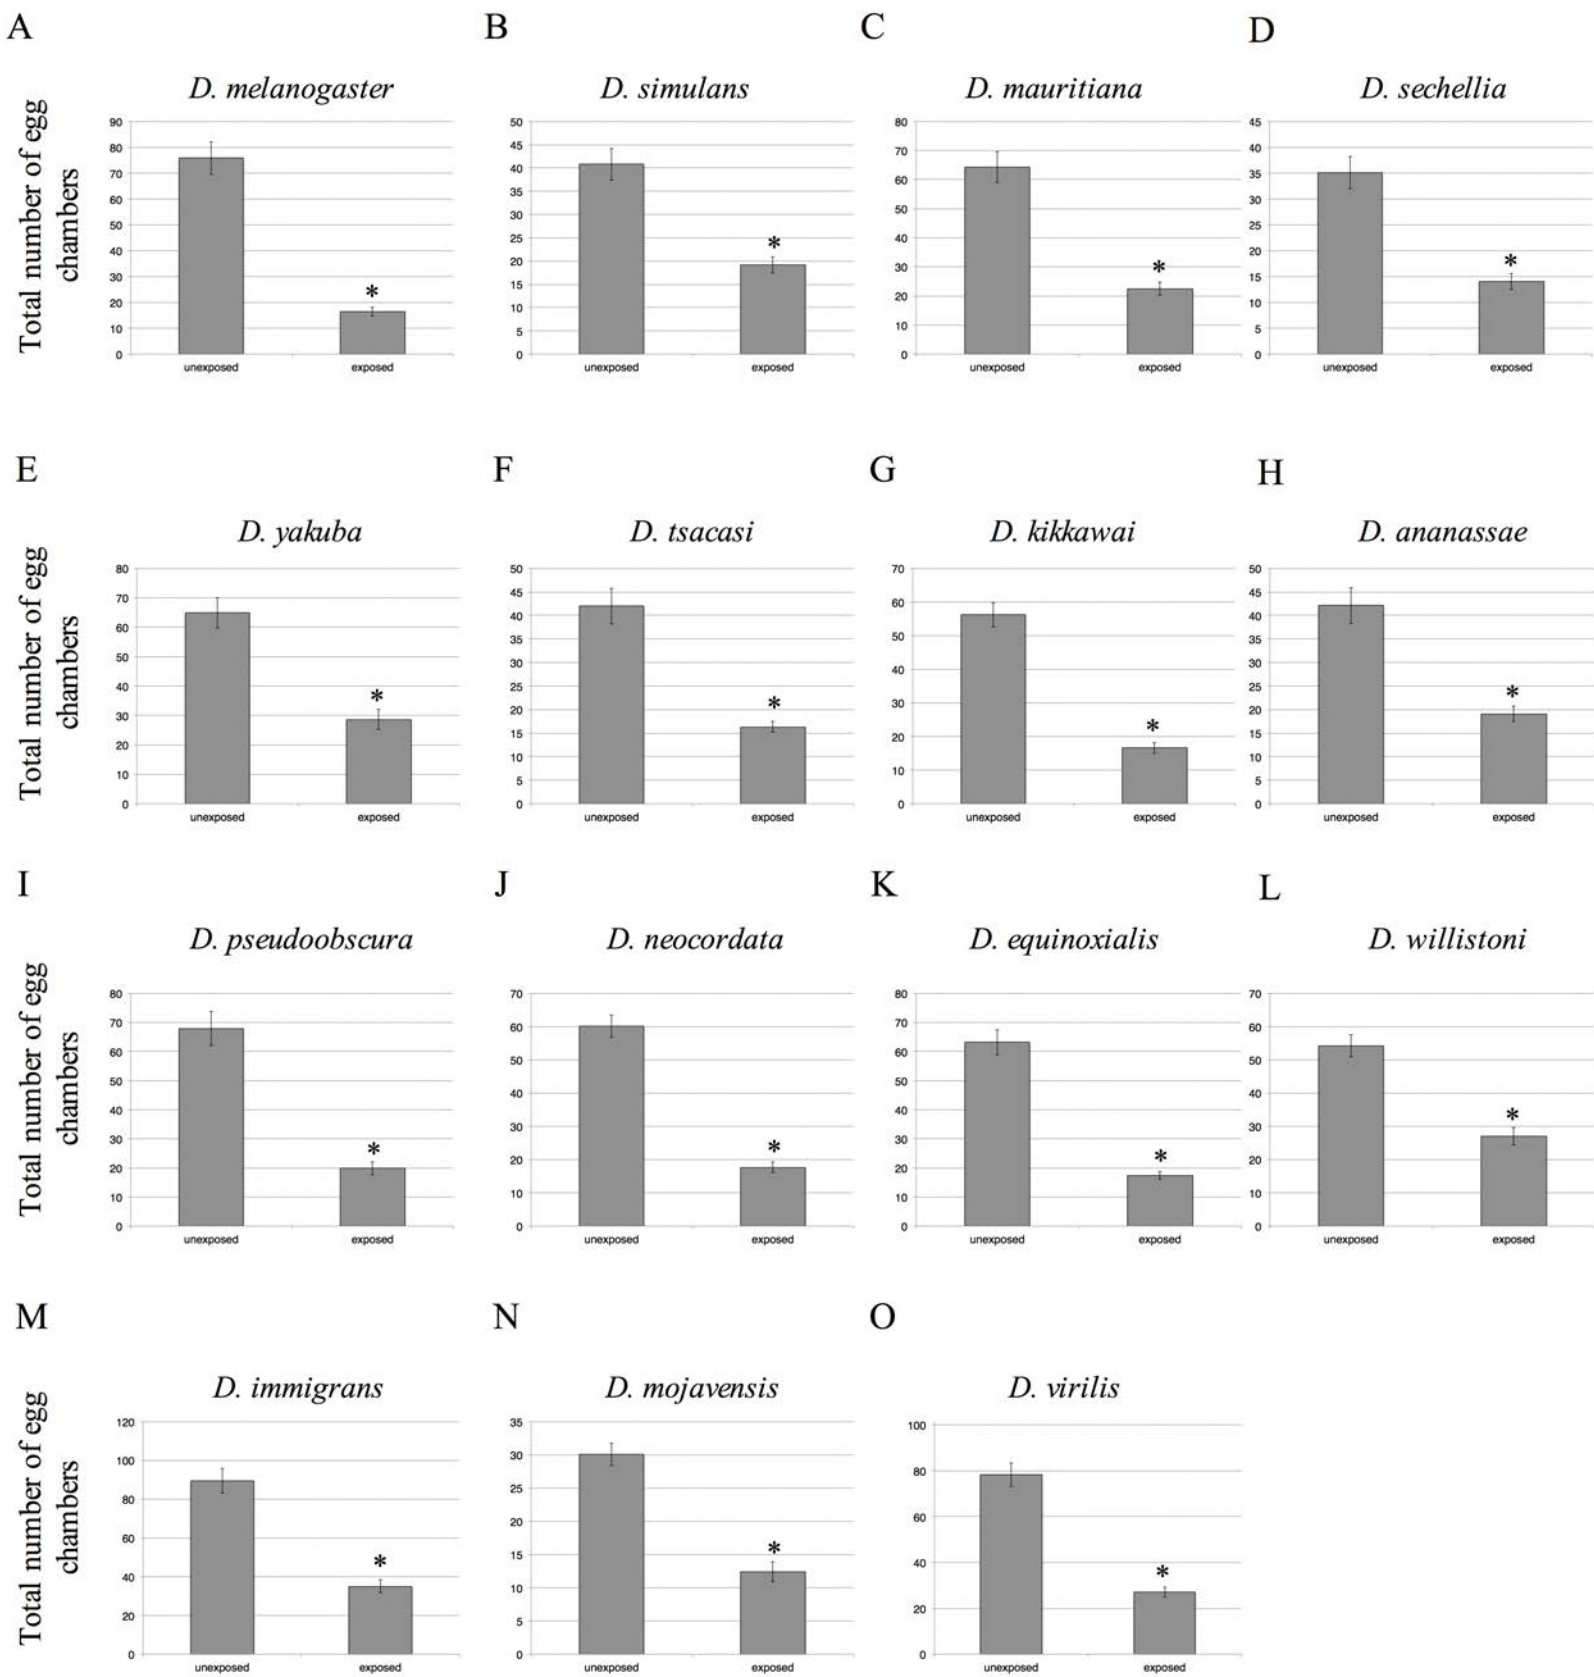 A
B
C
D
D. melanogaster
D. simulans
D. mauritiana
D. sechellia
Total number of egg
chambers
90
80
70
60
50
40
30
20
10
0
*
unexposed
exposed
50
45
40
35
30
25
20
15
10
5
0
*
unexposed
exposed
80
70
60
50
40
30
20
10
0
*
unexposed
exposed
45
40
35
30
25
20
15
10
5
0
*
unexposed
exposed
E
F
G
H
D. yakuba
D. tsacasi
D. kikkawai
D. ananassae
Total number of egg
chambers
80
70
60
50
40
30
20
10
0
*
unexposed
exposed
50
45
40
35
30
25
20
15
10
5
0
*
unexposed
exposed
70
60
50
40
30
20
10
0
*
unexposed
exposed
50
45
40
35
30
25
20
15
10
5
0
*
unexposed
exposed
I
J
K
L
D. pseudoobscura
D. neocordata
D. equinoxialis
D. willistoni
Total number of egg
chambers
80
70
60
50
40
30
20
10
0
*
unexposed
exposed
70
60
50
40
30
20
10
0
*
unexposed
exposed
80
70
60
50
40
30
20
10
0
*
unexposed
exposed
70
60
50
40
30
20
10
0
*
unexposed
exposed
M
N
O
D. immigrans
D. mojavensis
D. virilis
Total number of egg
chambers
120
100
80
60
40
20
0
*
unexposed
exposed
35
30
25
20
15
10
5
0
*
unexposed
exposed
100
80
60
40
20
0
*
unexposed
exposed